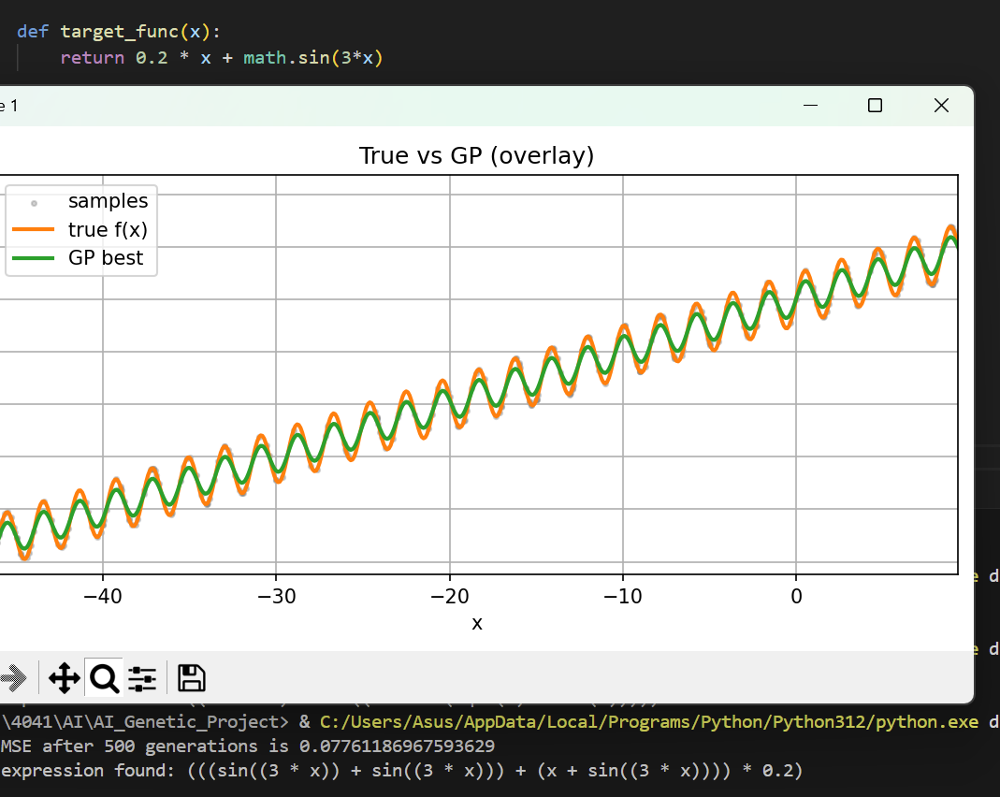 def target_func(x):
return 0.2 * x + math.sin(3*x)
e 1
True vs GP (overlay)
samples
true f(x)
GP best
−40
−30
−20
−10
0
x
e d
e d
\4041\AI\AI_Genetic_Project> & C:/Users/Asus/AppData/Local/Programs/Python/Python312/python.exe d
MSE after 500 generations is 0.07761186967593629
expression found: (((sin((3 * x)) + sin((3 * x))) + (x + sin((3 * x)))) * 0.2)